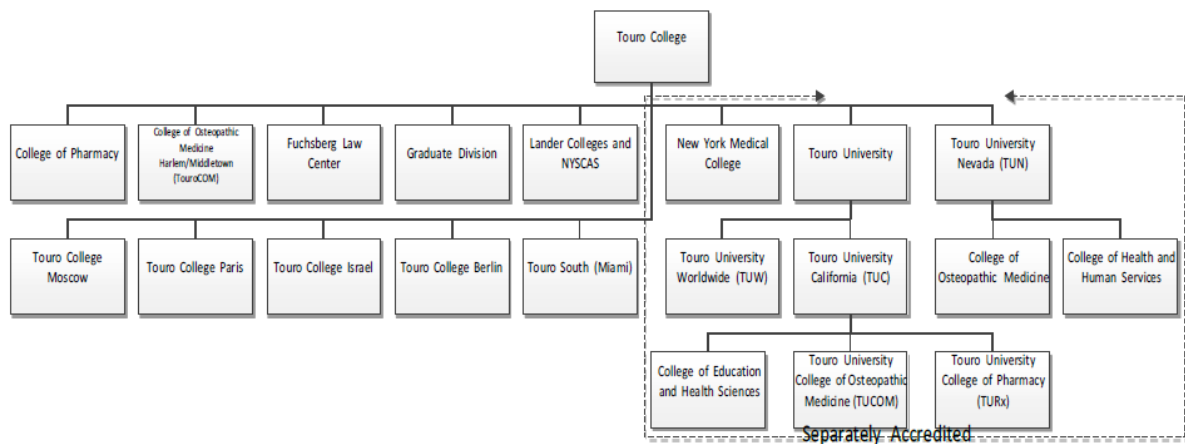 Touro College
College of Pharmacy
College of Osteopathic
Medicine
Harlem/Middletown
(TouroCOM)
Fuchsberg Law
Center
Graduate Division
Lander Colleges and
NYSCAS
New York Medical
College
Touro University
Touro University
Nevada (TUN)
Touro College
Moscow
Touro College Paris
Touro College Israel
Touro College Berlin
Touro South (Miami)
Touro University
Worldwide (TUW)
Touro University
California (TUC)
College of
Osteopathic Medicine
College of Health and
Human Services
College of Education
and Health Sciences
Touro University
College of Osteopathic
Medicine (TUCOM)
Touro University
College of Pharmacy
(TURx)
Separately Accredited